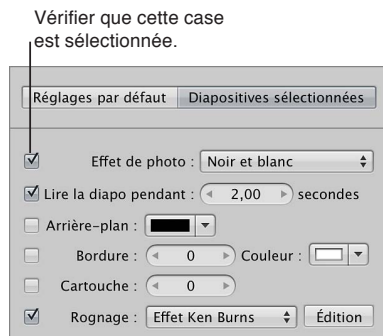 Vérifier que cette case
est sélectionnée.
Réglages par défaut Diapositives sélectionnées
Effet de photo : Noir et blanc
Lire la diapo pendant : 2,00 secondes
Arrière-plan :
Bordure : 0 Couleur :
Cartouche : 0
Rognage : Effet Ken Burns Édition